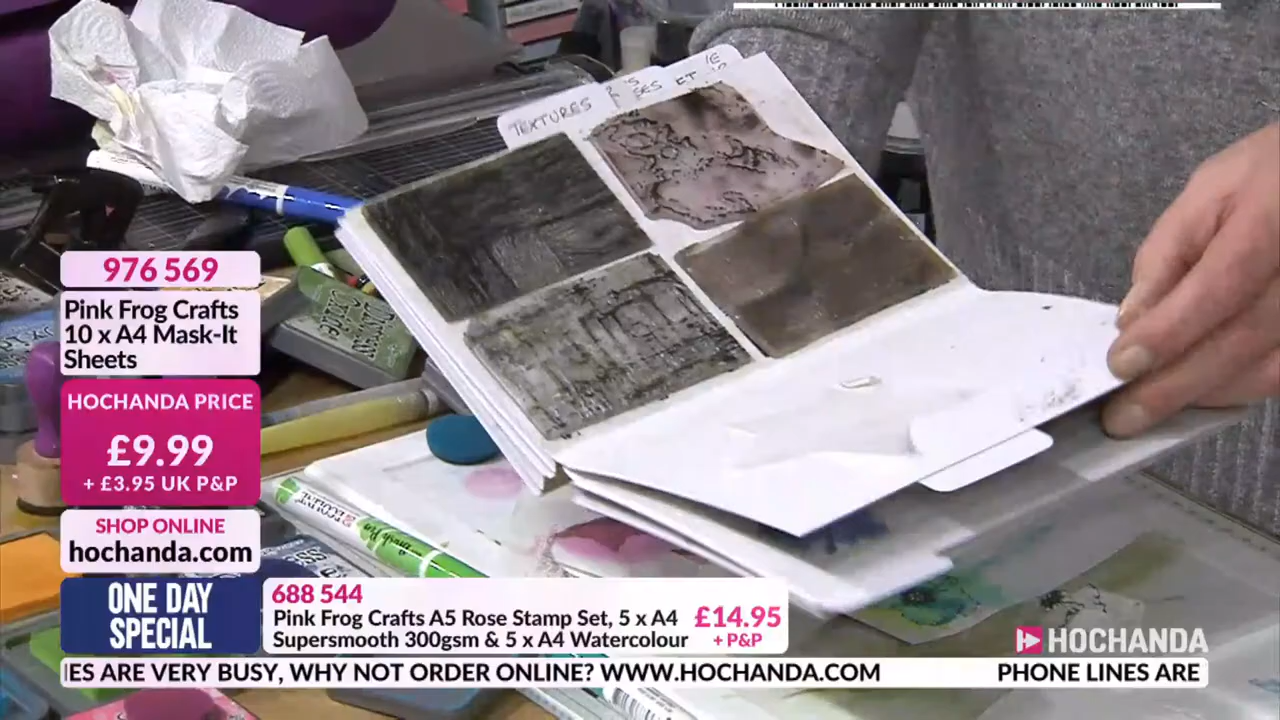 TEXTURES
976 569
Pink Frog Crafts
10 x A4 Mask-It
Sheets
HOCHANDA PRICE
£9.99
+ £3.95 UK P&P
SHOP ONLINE
hochanda.com
ONE DAY
SPECIAL
688 544
Pink Frog Crafts A5 Rose Stamp Set, 5 x A4
Supersmooth 300gsm & 5 x A4 Watercolour
£14.95
+ P&P
HOCHANDA
IES ARE VERY BUSY, WHY NOT ORDER ONLINE? WWW.HOCHANDA.COM
PHONE LINES ARE